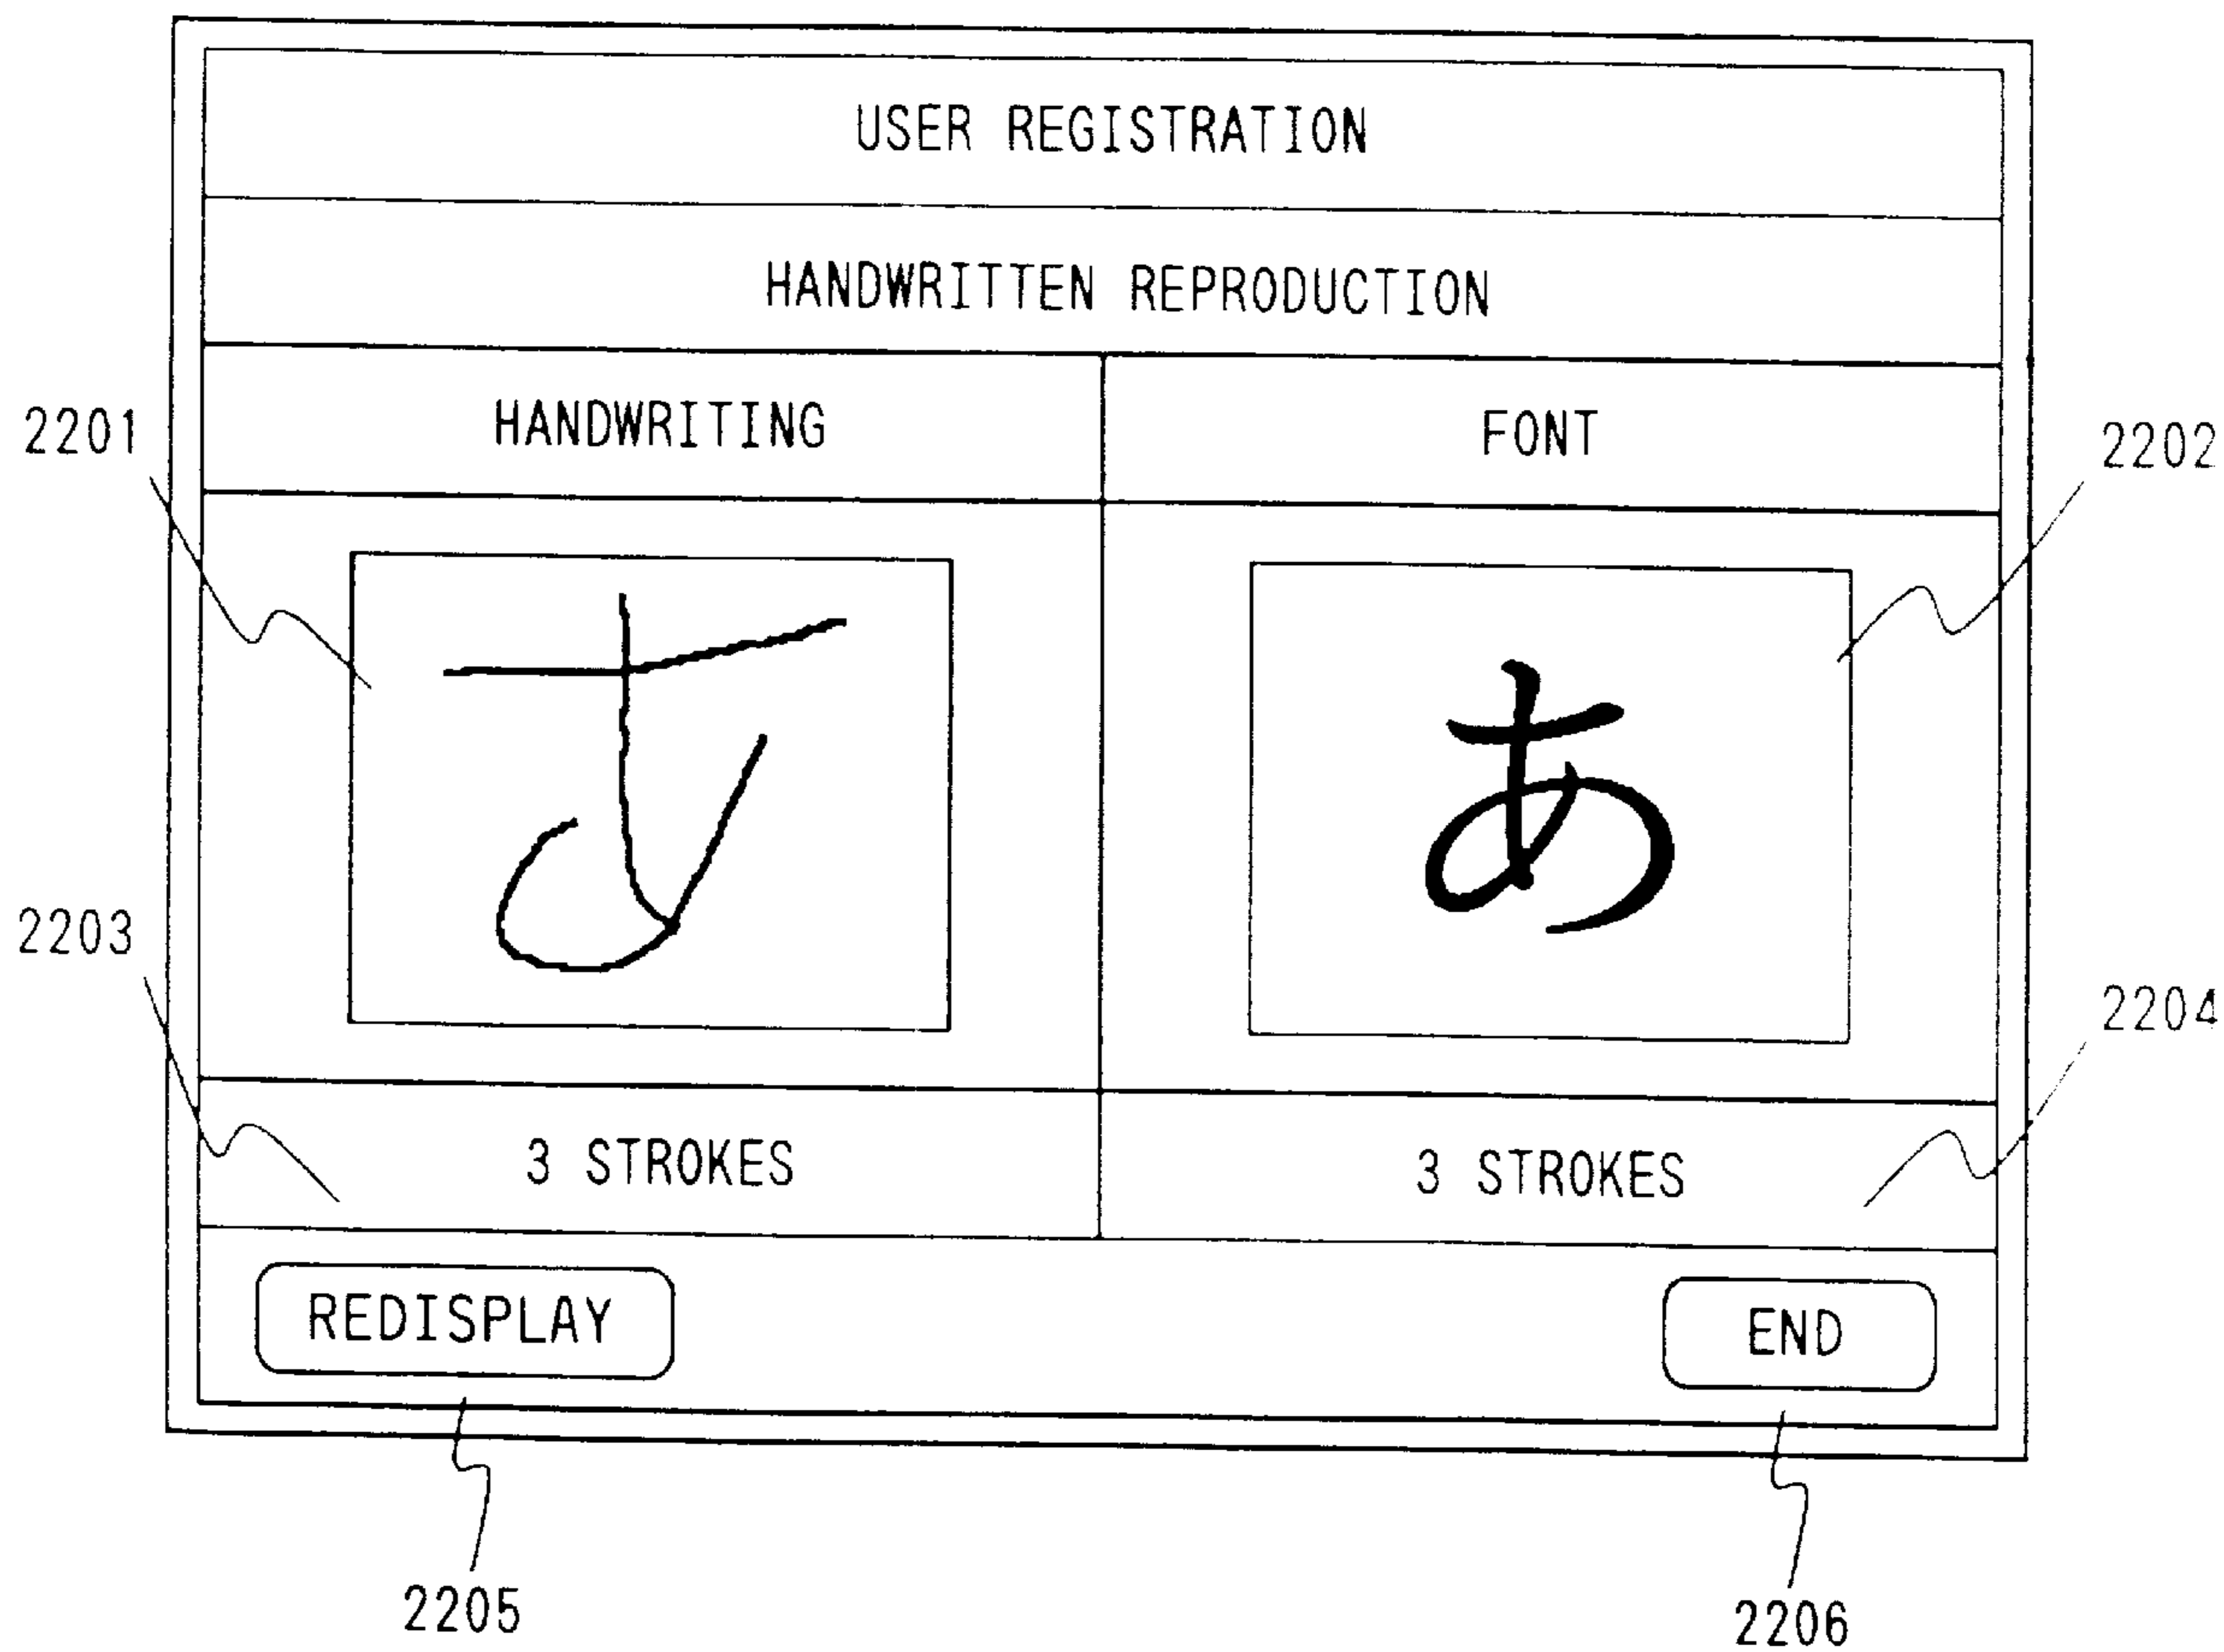 USER REGISTRATION
HANDWRITTEN REPRODUCTION
HANDWRITING FONT
2201 2202
あ
2203 2204
3 STROKES 3 STROKES
REDISPLAY END
2205 2206